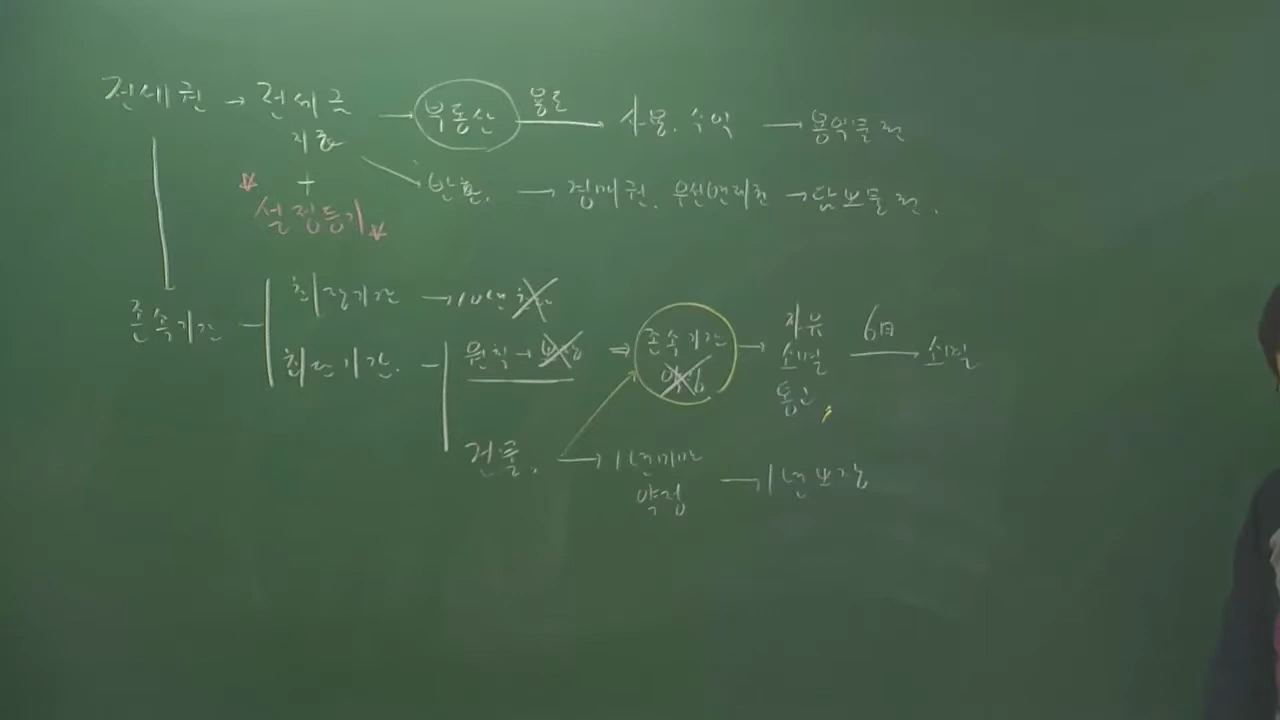 전세권 → 전세금 → 부동산 용도 → 사용. 수익 → 용익물권
지급
+
설정등기
반환. → 경매권. 우선변제권 → 담보물권.
존속기간
최장기간 → 10년
최단기간.
원칙 →
⇒ 존속기간 → 자유
소멸
통고
6月 → 소멸
건물. → 1년미만
약정 → 1년 보장